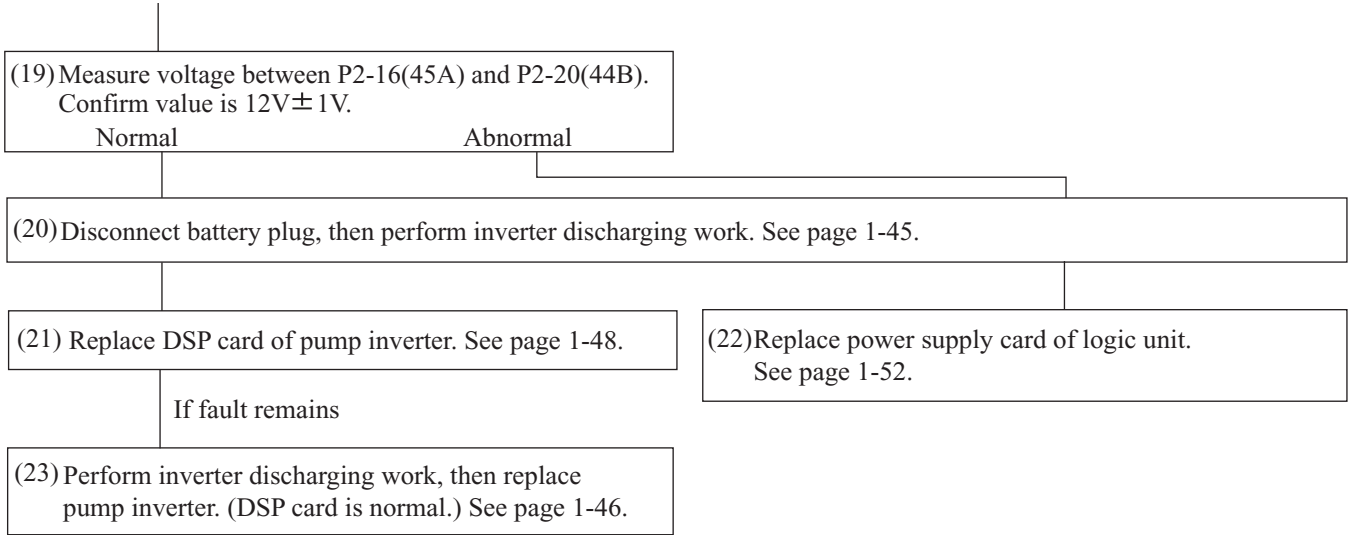 (19) Measure voltage between P2-16(45A) and P2-20(44B).
Confirm value is 12V±1V.
Normal Abnormal
(20) Disconnect battery plug, then perform inverter discharging work. See page 1-45.
(21) Replace DSP card of pump inverter. See page 1-48.
(22) Replace power supply card of logic unit.
See page 1-52.
If fault remains
(23) Perform inverter discharging work, then replace
pump inverter. (DSP card is normal.) See page 1-46.